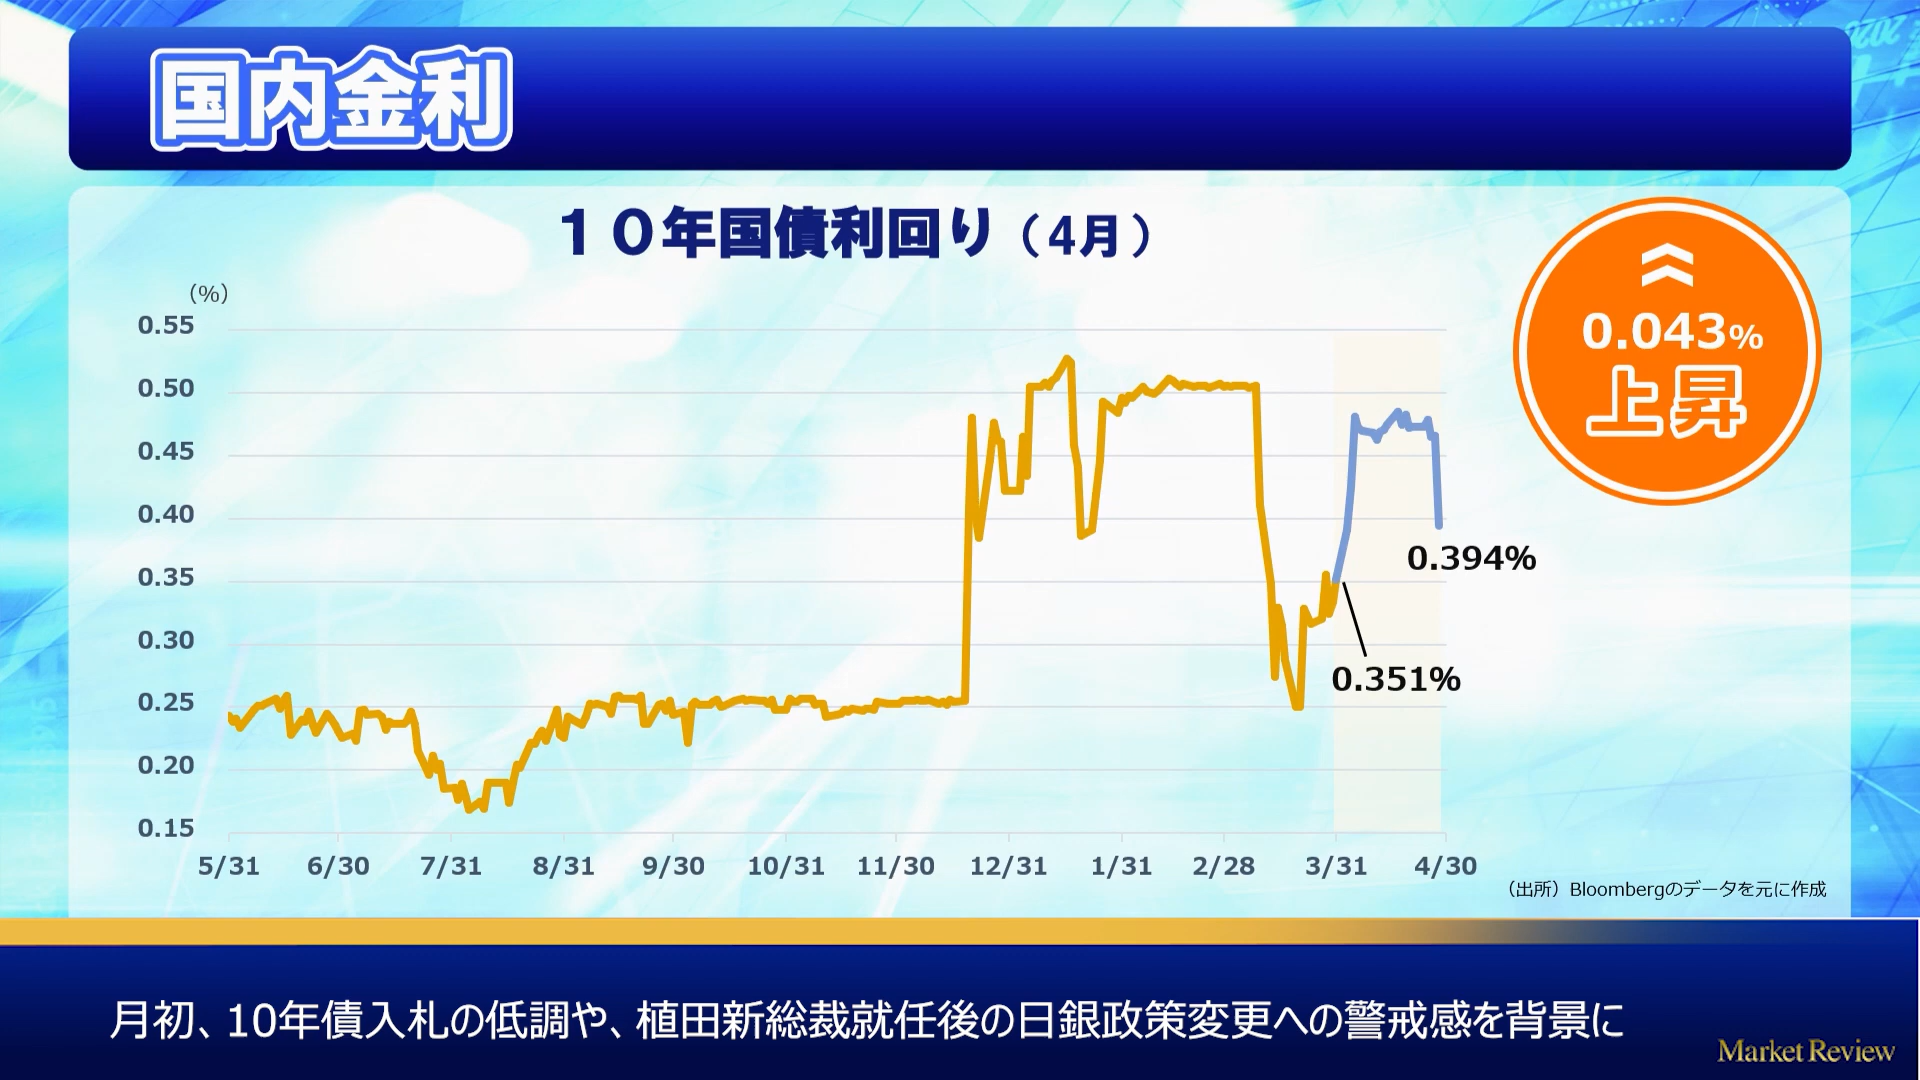 国内金利
１０年国債利回り（4月）
（%）
0.55
0.50
0.45
0.40
0.35
0.30
0.25
0.20
0.15
5/31 6/30 7/31 8/31 9/30 10/31 11/30 12/31 1/31 2/28 3/31 4/30
0.394%
0.351%
0.043%
上昇
（出所）Bloombergのデータを元に作成
月初、10年債入札の低調や、植田新総裁就任後の日銀政策変更への警戒感を背景に
Market Review